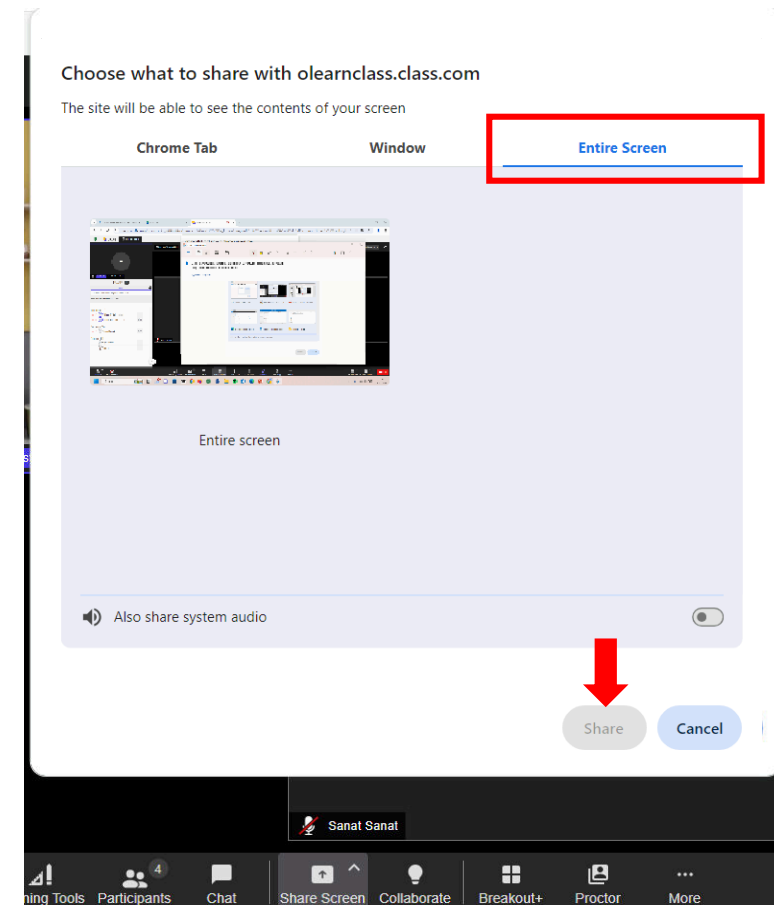 Choose what to share with olearnclass.class.com
The site will be able to see the contents of your screen
Chrome Tab Window Entire Screen
Entire screen
Also share system audio
Share Cancel
Sanat Sanat
4
ning Tools Participants Chat Share Screen Collaborate Breakout+ Proctor More